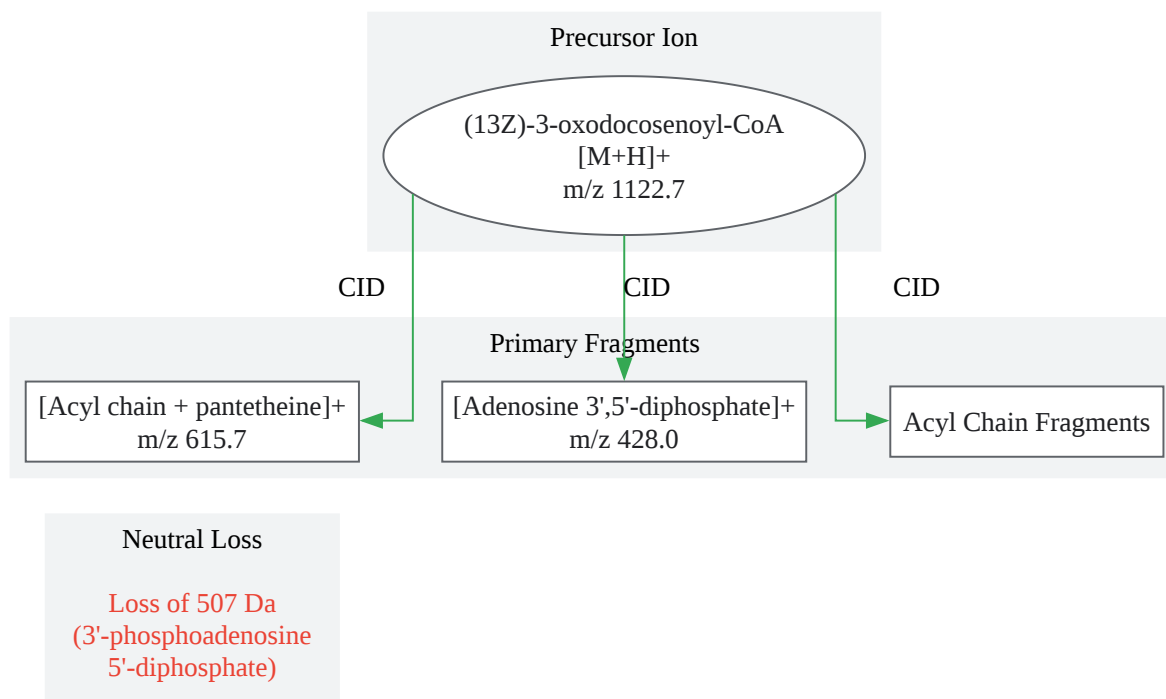 Precursor Ion
(13Z)-3-oxodocosenoyl-CoA
[M+H]+
m/z 1122.7
CID
CID
CID
Primary Fragments
[Acyl chain + pantetheine]+
m/z 615.7
[Adenosine 3',5'-diphosphate]+
m/z 428.0
Acyl Chain Fragments
Neutral Loss
Loss of 507 Da
(3'-phosphoadenosine
5'-diphosphate)